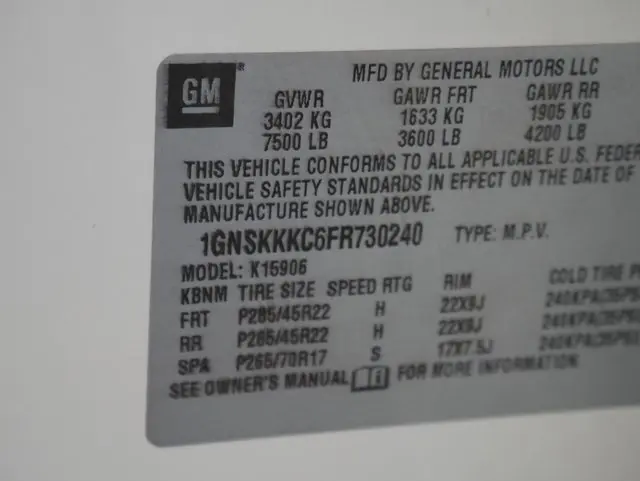 GM®
MFD BY GENERAL MOTORS LLC
GVWR GAWR FRT GAWR RR
3402 KG 1633 KG 1905 KG
7500 LB 3600 LB 4200 LB
THIS VEHICLE CONFORMS TO ALL APPLICABLE U.S. FEDER
VEHICLE SAFETY STANDARDS IN EFFECT ON THE DATE OF
MANUFACTURE SHOWN ABOVE.
1GNSKKKC6FR730240 TYPE: M.P.V.
MODEL: K15906
KBNM TIRE SIZE SPEED RTG RIM COLD TIRE P
FRT P285/45R22 H 22X9J
RR P285/45R22 H 22X9J
SPA P265/70R17 S 17X7.5J
SEE OWNER'S MANUAL FOR MORE INFORMATION